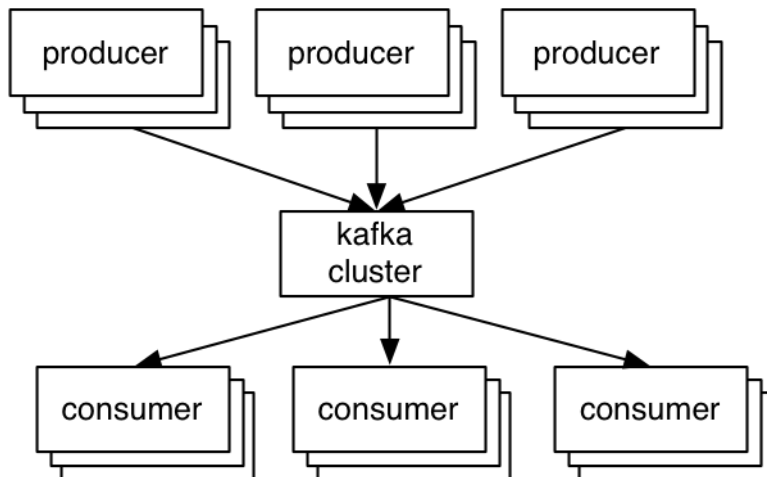 producer
producer
producer
kafka
cluster
consumer
consumer
consumer